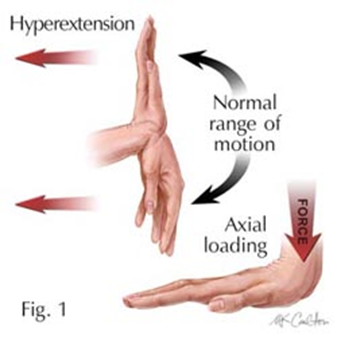 Hyperextension
Normal
range of
motion
Axial
loading
FORCE
Fig. 1